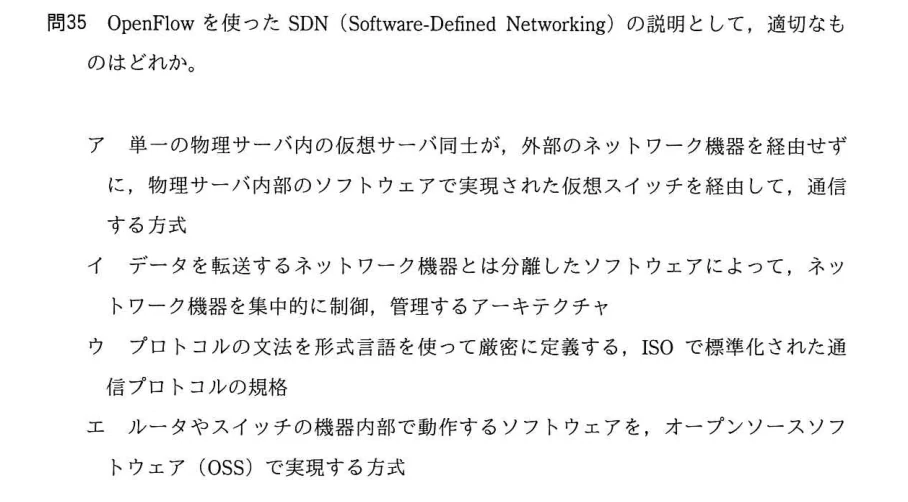 問35 OpenFlow を使った SDN（Software-Defined Networking）の説明として，適切なも
のはどれか。
ア 単一の物理サーバ内の仮想サーバ同士が，外部のネットワーク機器を経由せず
に，物理サーバ内部のソフトウェアで実現された仮想スイッチを経由して，通信
する方式
イ データを転送するネットワーク機器とは分離したソフトウェアによって，ネッ
トワーク機器を集中的に制御，管理するアーキテクチャ
ウ プロトコルの文法を形式言語を使って厳密に定義する，ISO で標準化された通
信プロトコルの規格
エ ルータやスイッチの機器内部で動作するソフトウェアを，オープンソースソフ
トウェア（OSS）で実現する方式